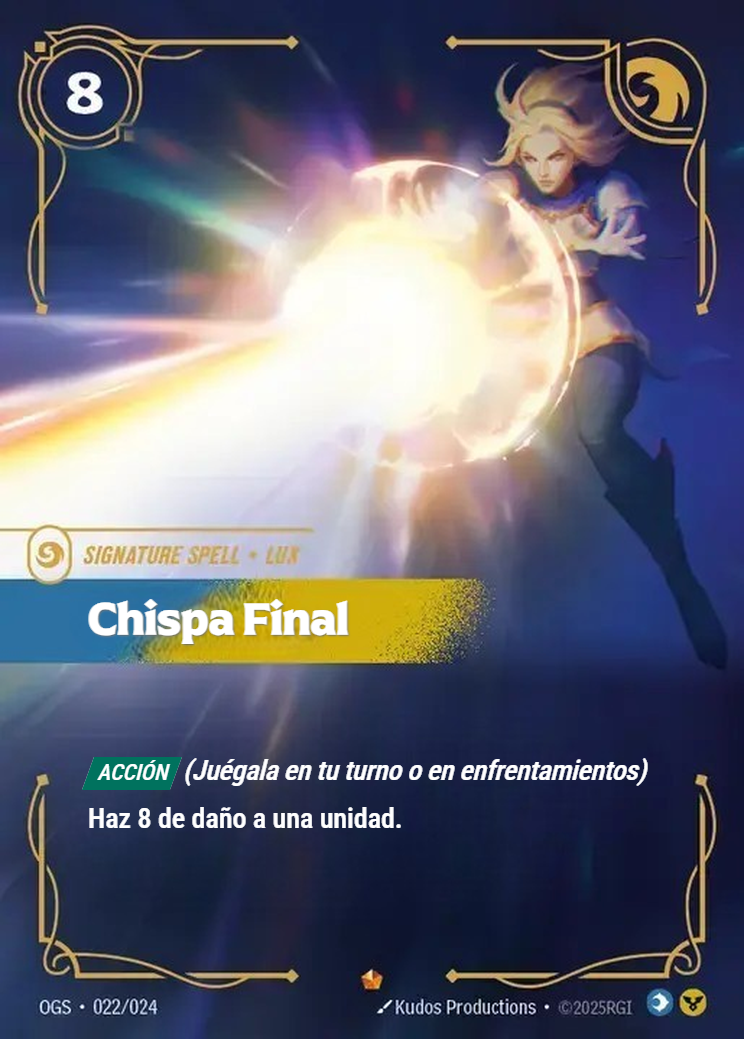 8
SIGNATURE SPELL • LUX
Chispa Final
ACCIÓN (Juégala en tu turno o en enfrentamientos)
Haz 8 de daño a una unidad.
OGS • 022/024
Kudos Productions • ©2025RGI